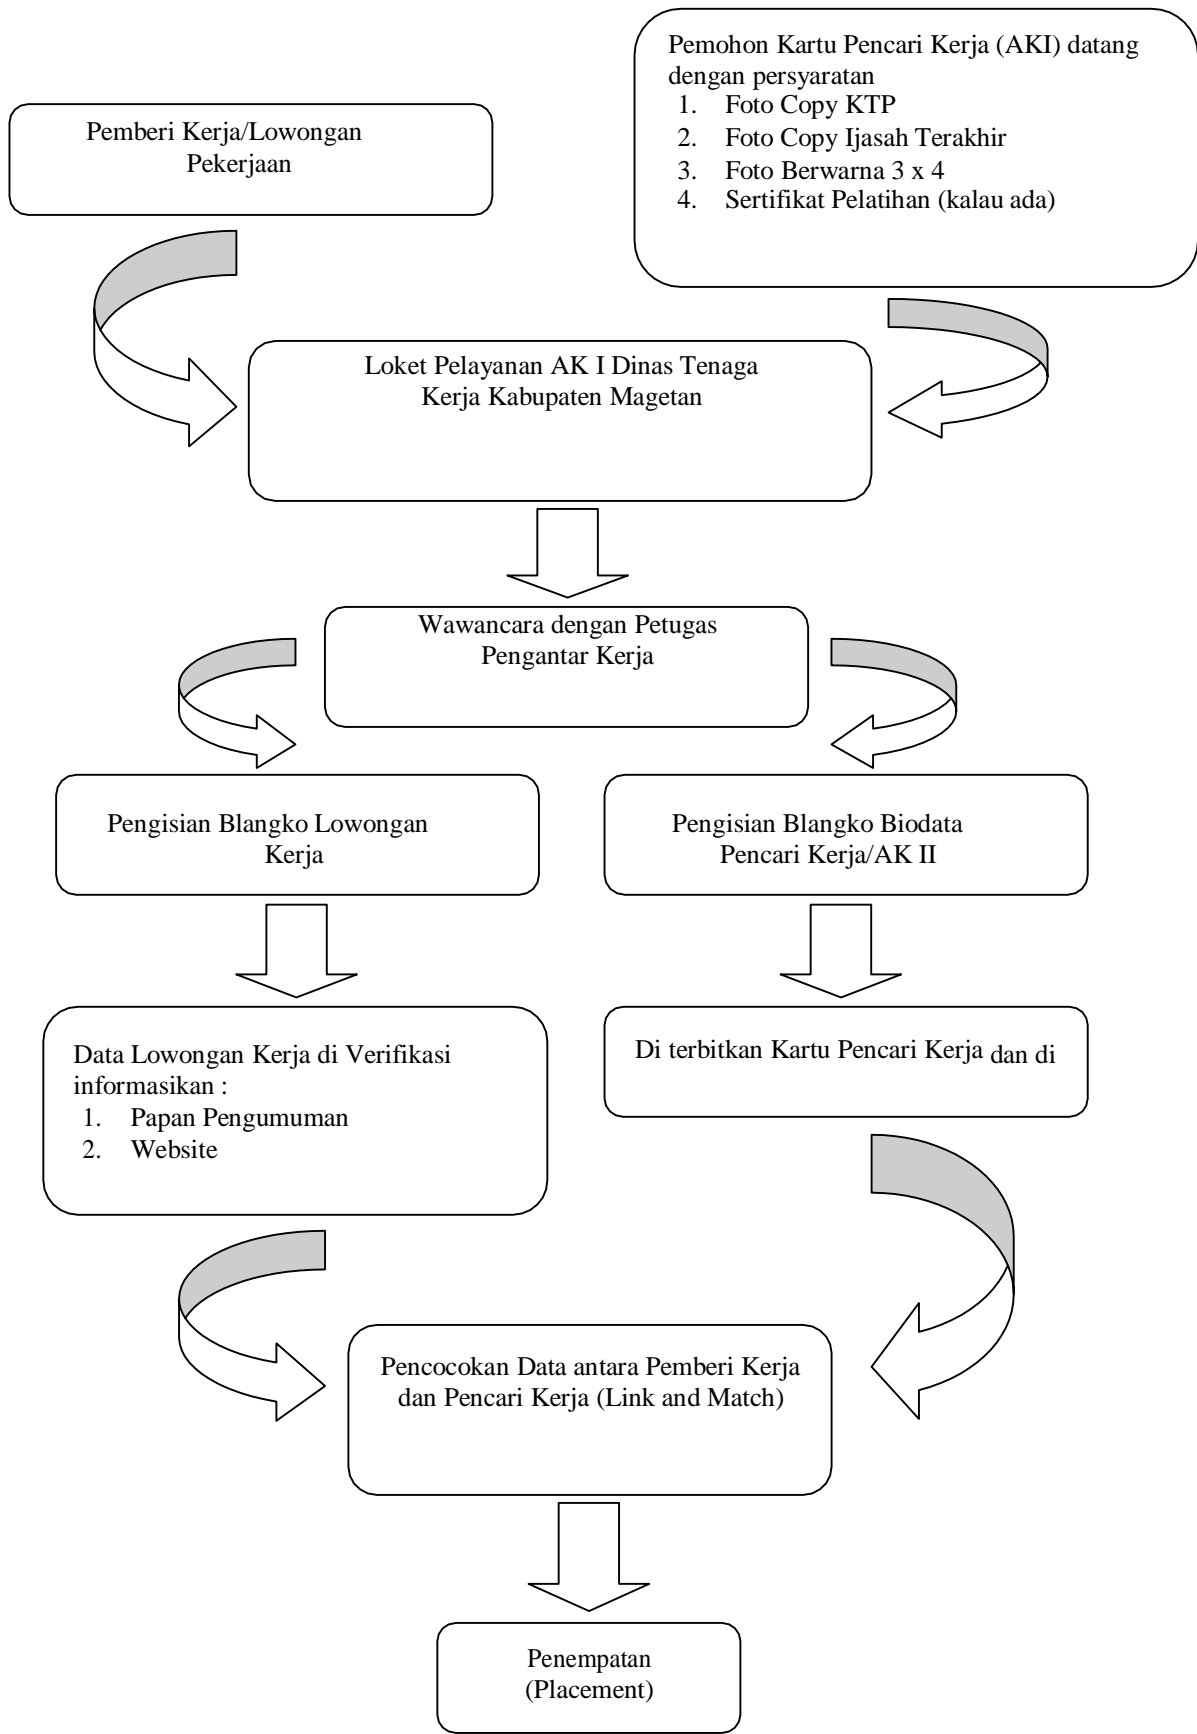 Pemberi Kerja/Lowongan
Pekerjaan
Pemohon Kartu Pencari Kerja (AKI) datang
dengan persyaratan
1. Foto Copy KTP
2. Foto Copy Ijasah Terakhir
3. Foto Berwarna 3 x 4
4. Sertifikat Pelatihan (kalau ada)
Loket Pelayanan AK I Dinas Tenaga
Kerja Kabupaten Magetan
Wawancara dengan Petugas
Pengantar Kerja
Pengisian Blangko Lowongan
Kerja
Pengisian Blangko Biodata
Pencari Kerja/AK II
Data Lowongan Kerja di Verifikasi
informasikan :
1. Papan Pengumuman
2. Website
Di terbitkan Kartu Pencari Kerja dan di
Pencocokan Data antara Pemberi Kerja
dan Pencari Kerja (Link and Match)
Penempatan
(Placement)